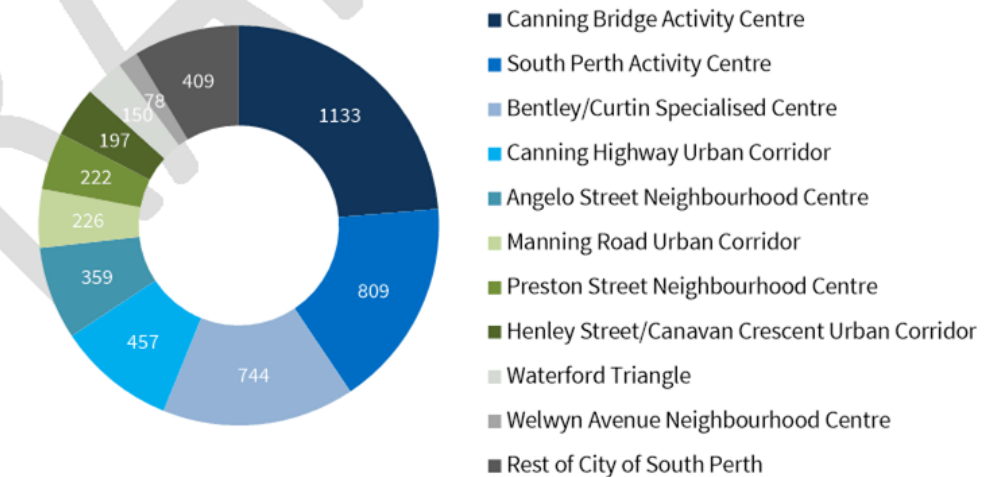 1133
809
744
457
359
226
222
197
150
78
409
Canning Bridge Activity Centre
South Perth Activity Centre
Bentley/Curtin Specialised Centre
Canning Highway Urban Corridor
Angelo Street Neighbourhood Centre
Manning Road Urban Corridor
Preston Street Neighbourhood Centre
Henley Street/Canavan Crescent Urban Corridor
Waterford Triangle
Welwyn Avenue Neighbourhood Centre
Rest of City of South Perth